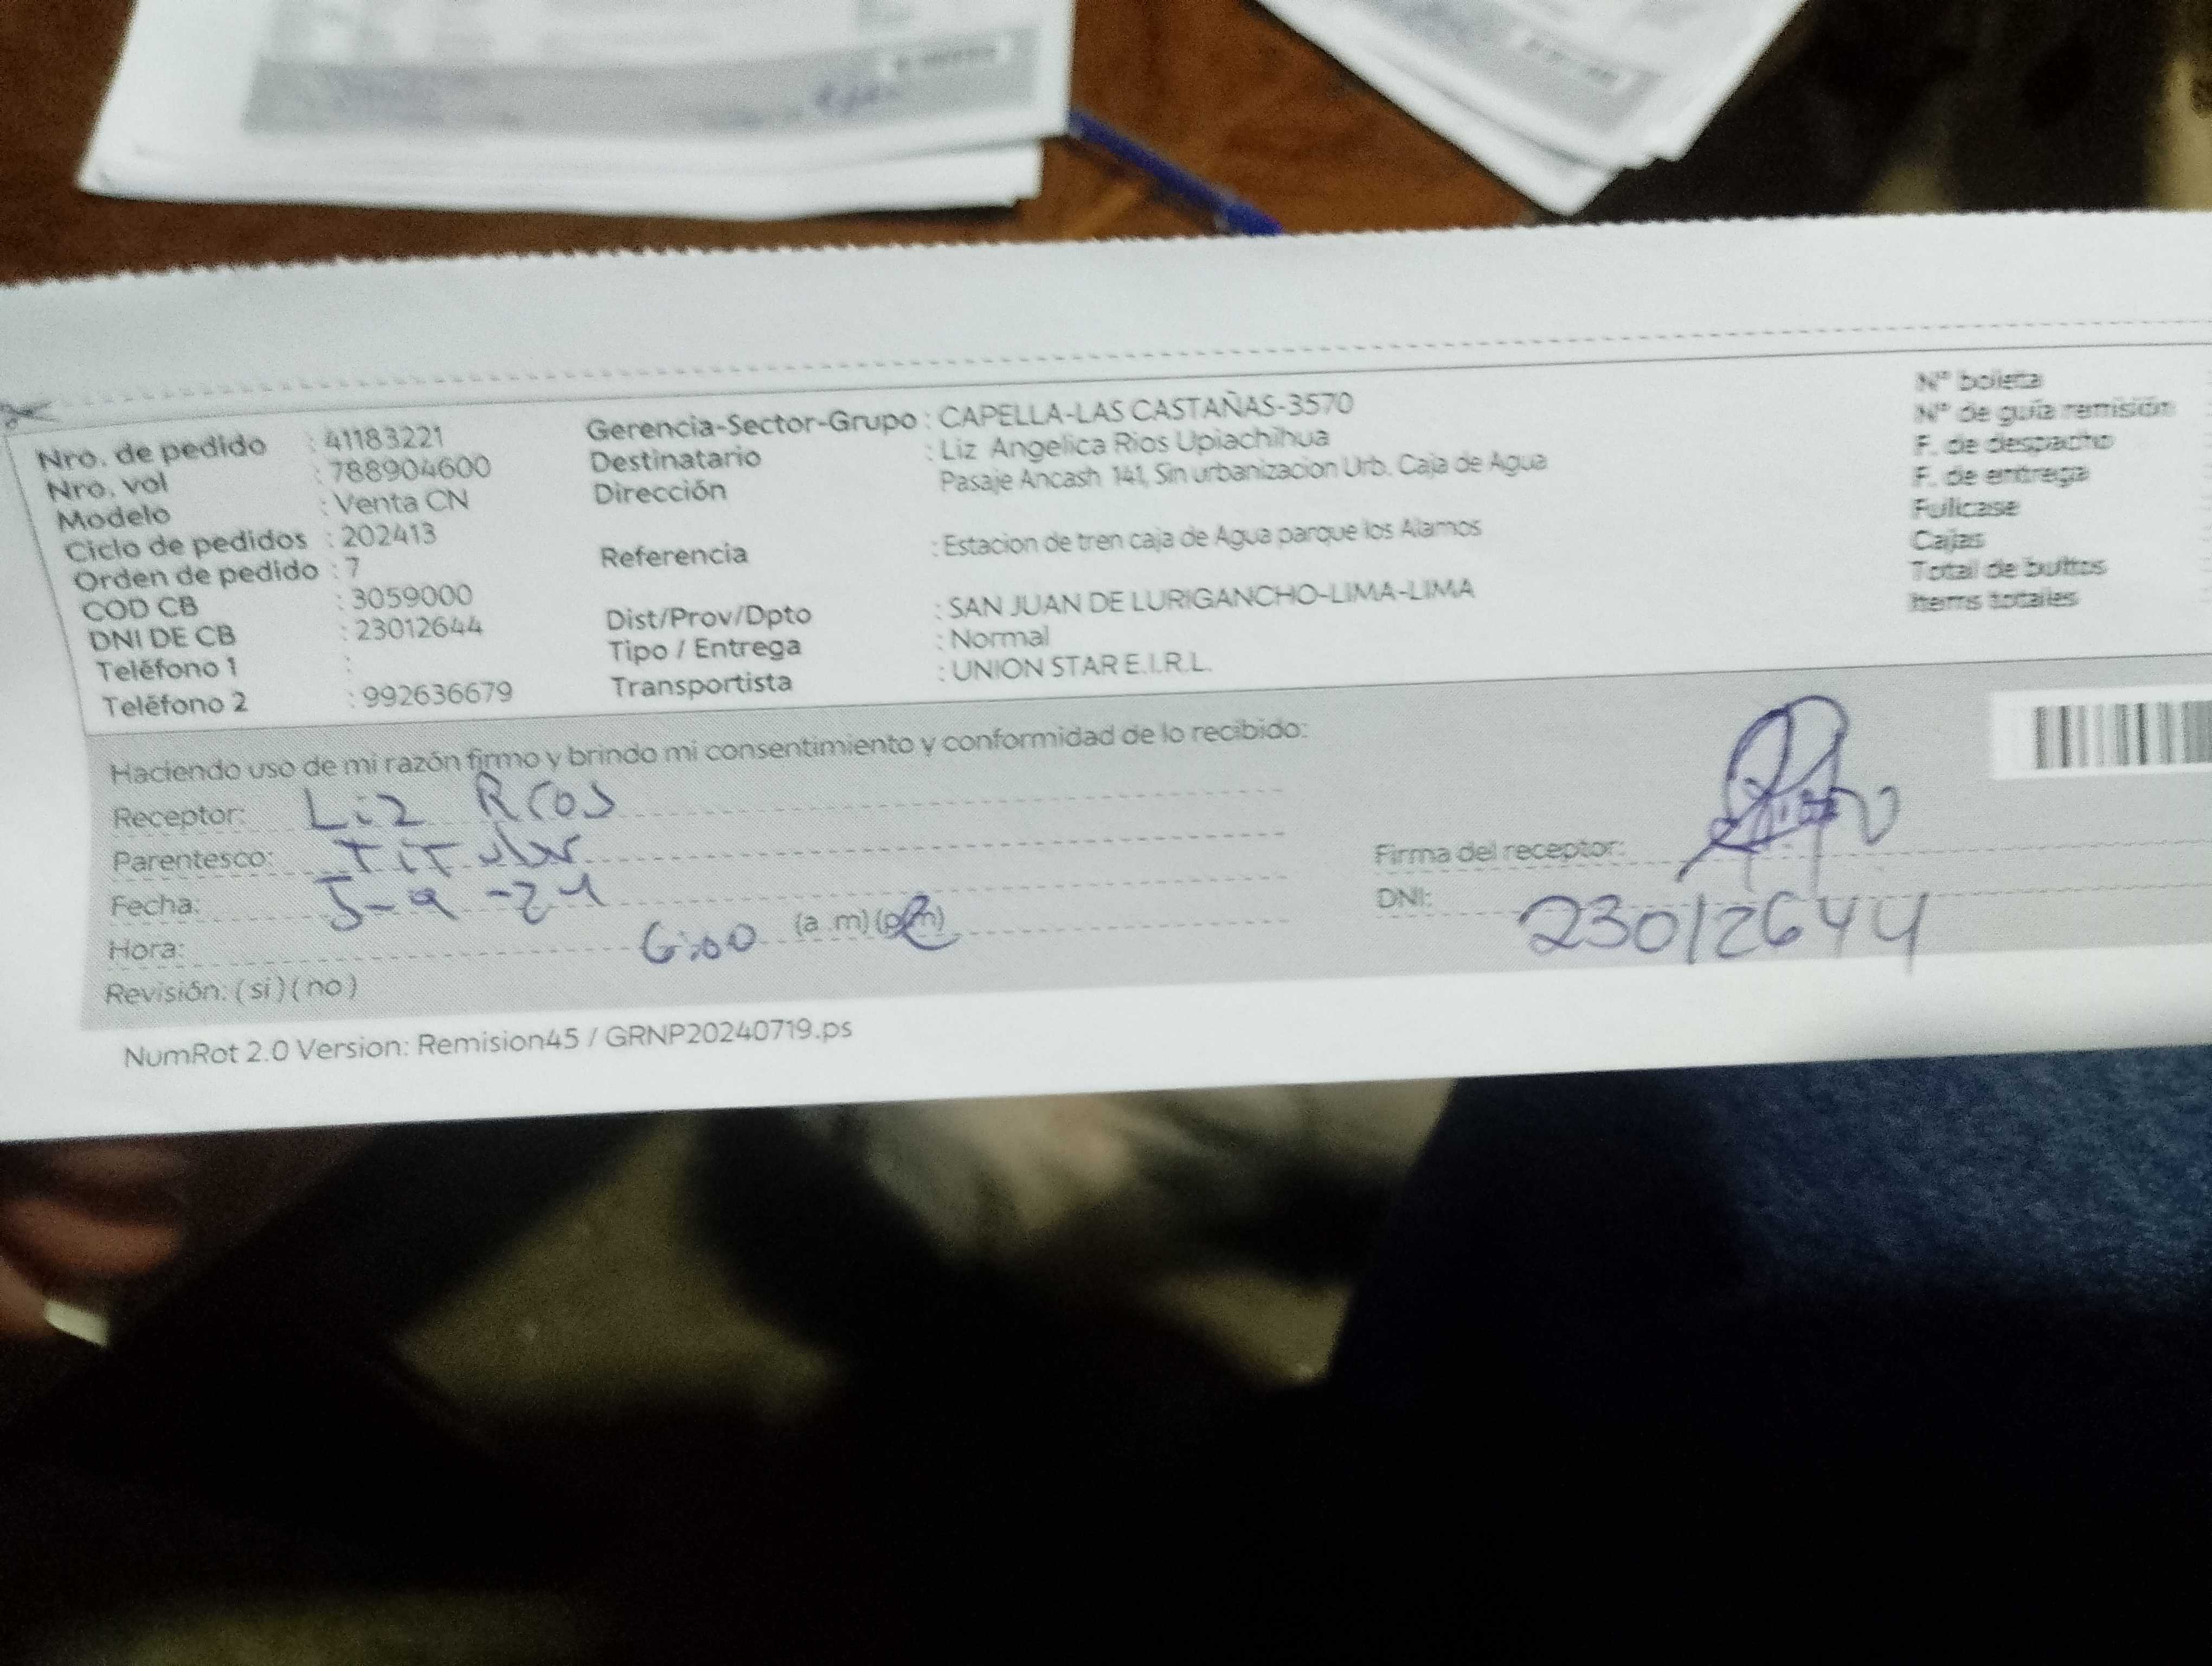 Nro. de pedido : 41183221
Nro. vol : 788904600
Modelo : Venta CN
Ciclo de pedidos : 202413
Orden de pedido : 7
COD CB : 3059000
DNI DE CB : 23012644
Teléfono 1 :
Teléfono 2 : 992636679
Gerencia-Sector-Grupo : CAPELLA-LAS CASTAÑAS-3570
Destinatario : Liz Angelica Rios Upiachihua
Dirección Pasaje Ancash 141, Sin urbanizacion Urb. Caja de Agua
Referencia : Estacion de tren caja de Agua parque los Alamos
Dist/Prov/Dpto : SAN JUAN DE LURIGANCHO-LIMA-LIMA
Tipo / Entrega : Normal
Transportista : UNION STAR E.I.R.L.
N° boleta
N° de guía remisión
F. de despacho
F. de entrega
Fullcase
Cajas
Total de bultos
Items totales
Haciendo uso de mi razón firmo y brindo mi consentimiento y conformidad de lo recibido:
Receptor: Liz Rios
Parentesco: Titular
Fecha: 5-9-24
Hora: 6:00 (a .m) (p.m)
Revisión: ( si ) ( no )
Firma del receptor:
DNI: 23012644
NumRot 2.0 Version: Remision45 / GRNP20240719.ps